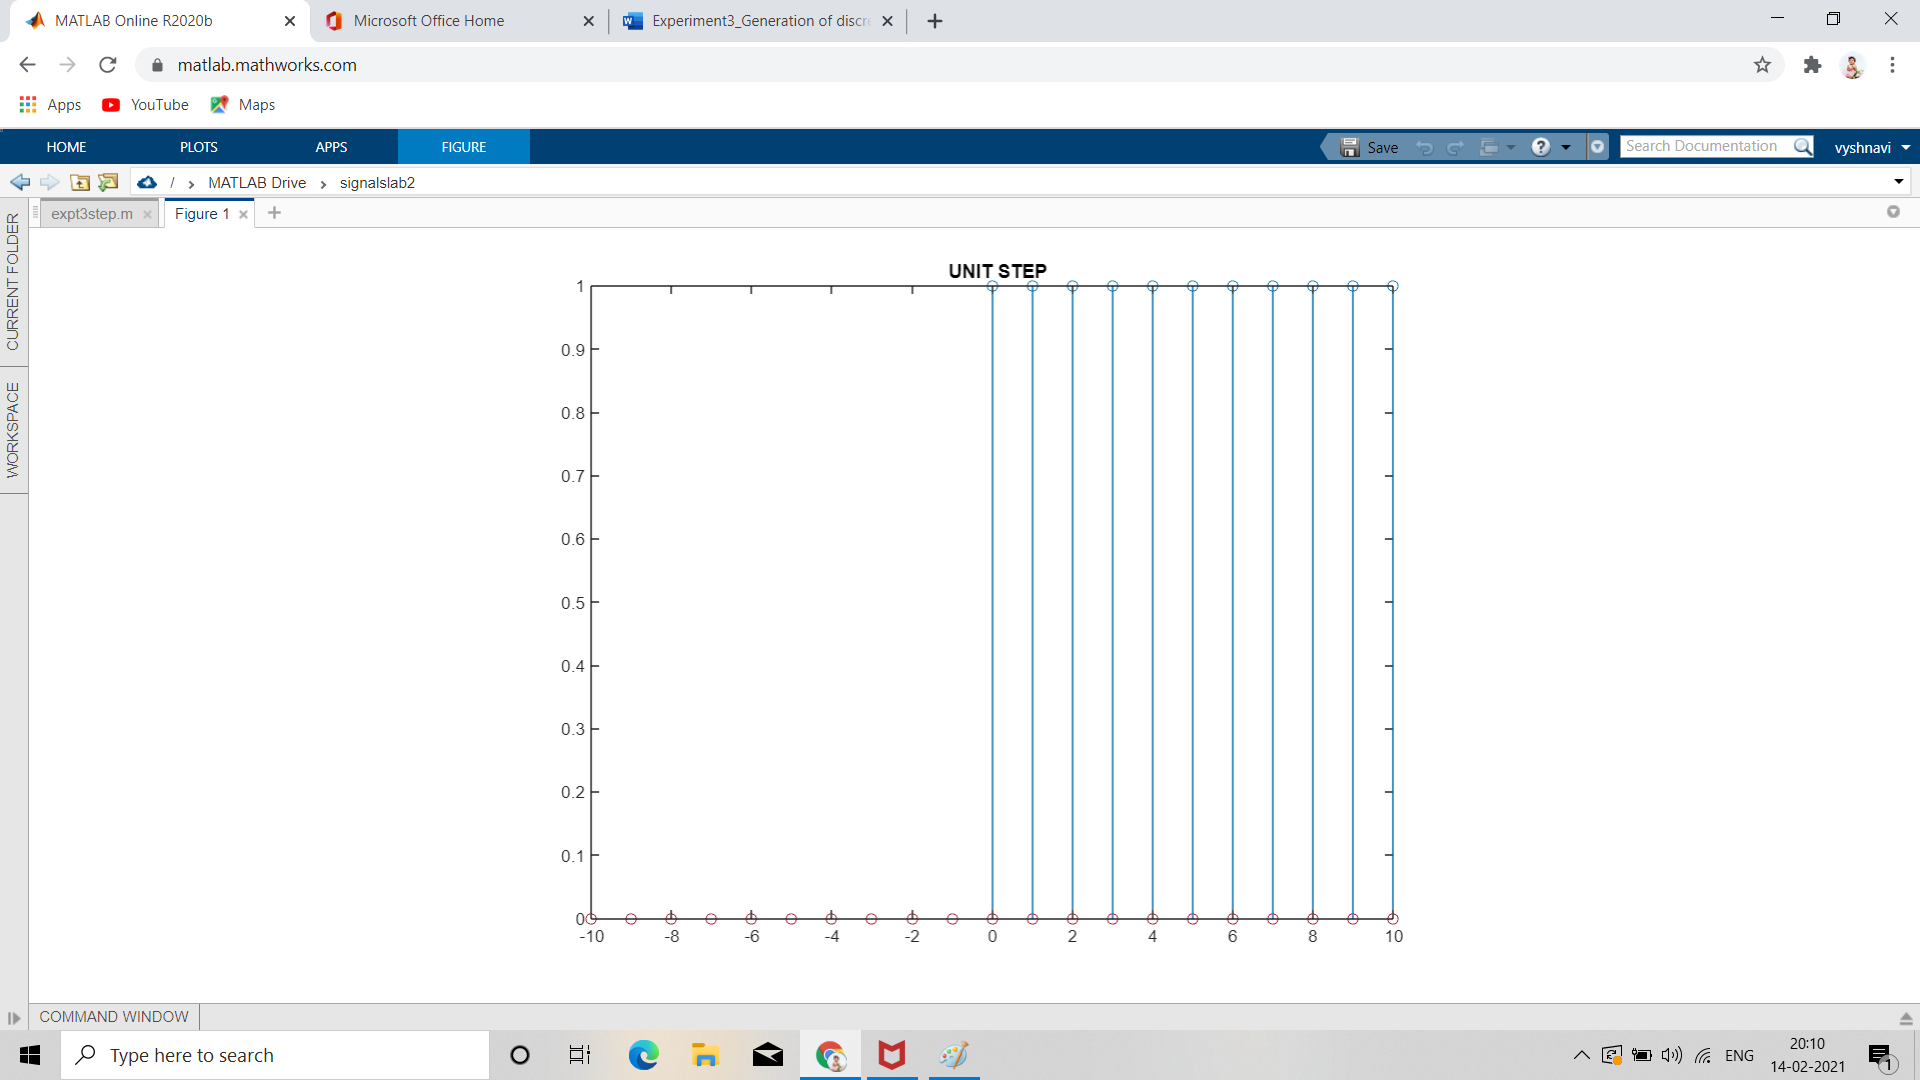 MATLAB Online R2020b
Microsoft Office Home
Experiment3_Generation of discr
matlab.mathworks.com
Apps
YouTube
Maps
HOME
PLOTS
APPS
FIGURE
Save
Search Documentation
vyshnavi
/ › MATLAB Drive › signalslab2
expt3step.m
Figure 1
CURRENT FOLDER
WORKSPACE
UNIT STEP
1
0.9
0.8
0.7
0.6
0.5
0.4
0.3
0.2
0.1
0
-10 -8 -6 -4 -2 0 2 4 6 8 10
COMMAND WINDOW
Type here to search
ENG
20:10
14-02-2021
1